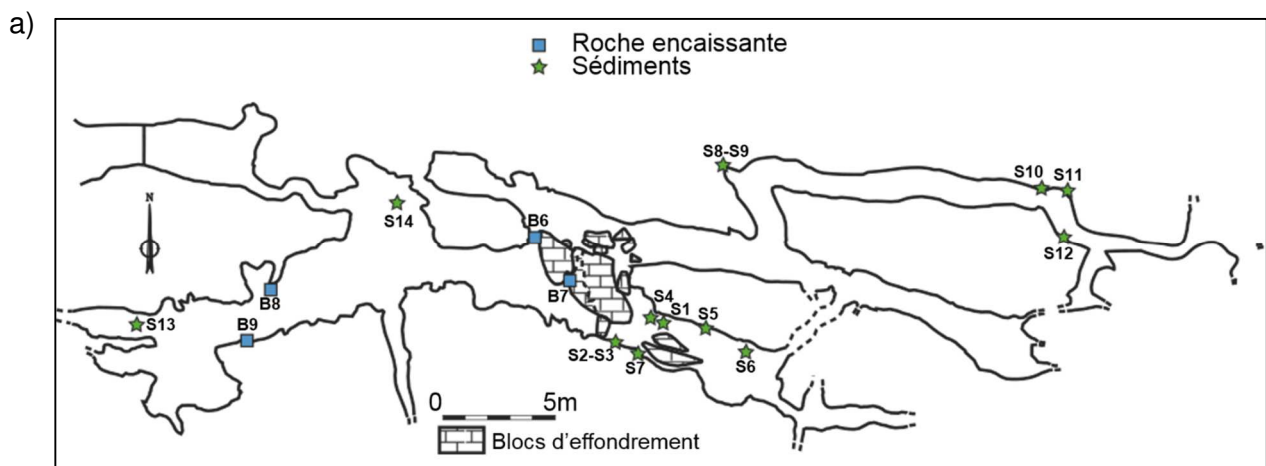 a)
Roche encaissante
Sédiments
S8-S9
S10 S11
N
S14
B6
S12
B8
B7
S4
S1
S5
S13
B9
S2-S3
S7
S6
0 5m
Blocs d'effondrement